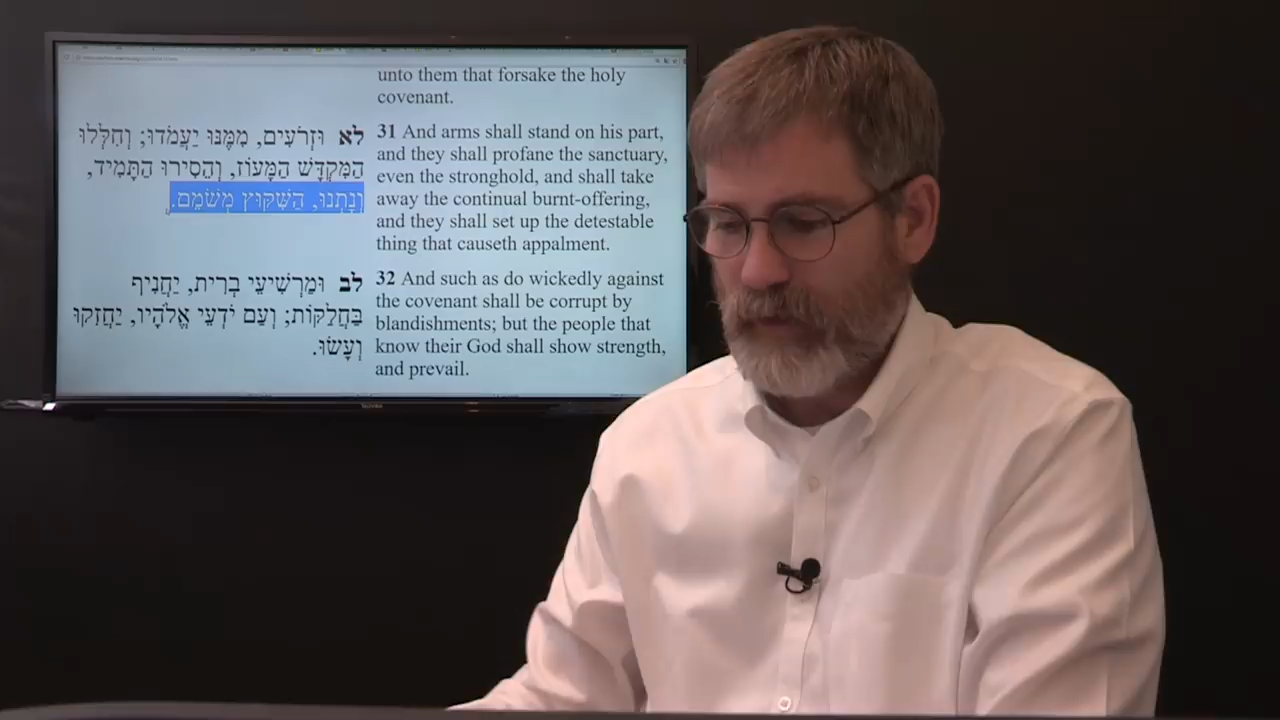 unto them that forsake the holy
covenant.
לא וּזְרֹעִים, מִמֶּנּוּ יַעֲמֹדוּ; וְחִלְּלוּ
הַמִּקְדָּשׁ הַמָּעוֹז, וְהֵסִירוּ הַתָּמִיד,
וְנָתְנוּ, הַשִּׁקּוּץ מְשֹׁמֵם.
31 And arms shall stand on his part,
and they shall profane the sanctuary,
even the stronghold, and shall take
away the continual burnt-offering,
and they shall set up the detestable
thing that causeth appalment.
לב וּמַרְשִׁיעֵי בְרִית, יַחֲנִיף
בַּחֲלַקּוֹת; וְעַם יֹדְעֵי אֱלֹהָיו, יַחֲזִקוּ
וְעָשׂוּ.
32 And such as do wickedly against
the covenant shall be corrupt by
blandishments; but the people that
know their God shall show strength,
and prevail.